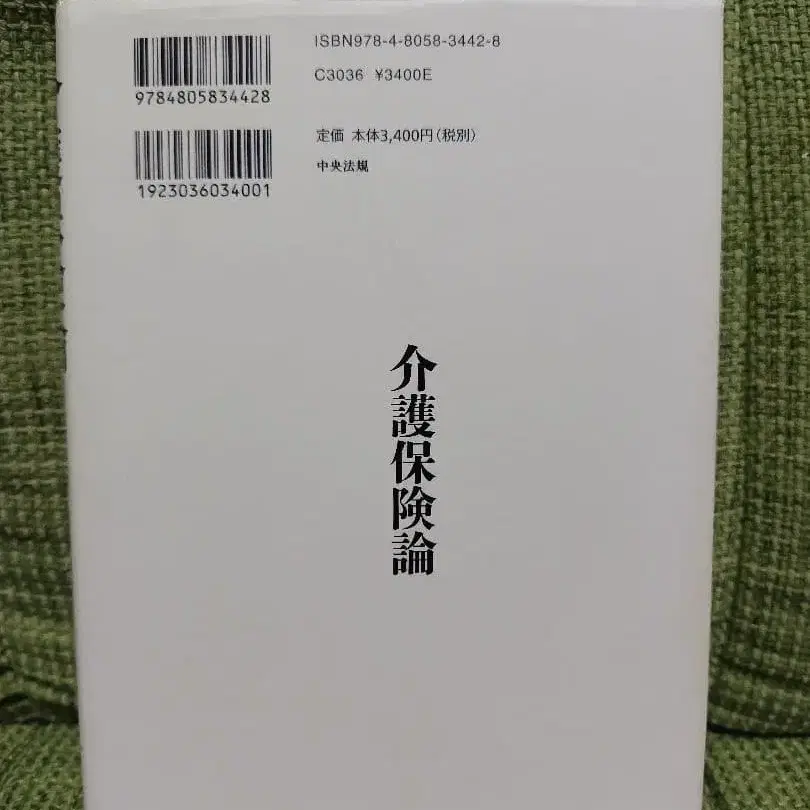 ISBN978-4-8058-3442-8
9784805834428
C3036 ¥3400E
定価 本体3,400円(税別)
1923036034001
中央法規
介護保険論